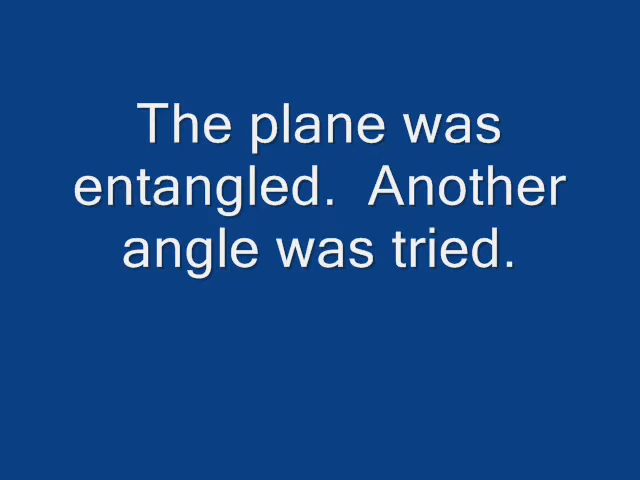 The plane was
entangled.  Another
angle was tried.